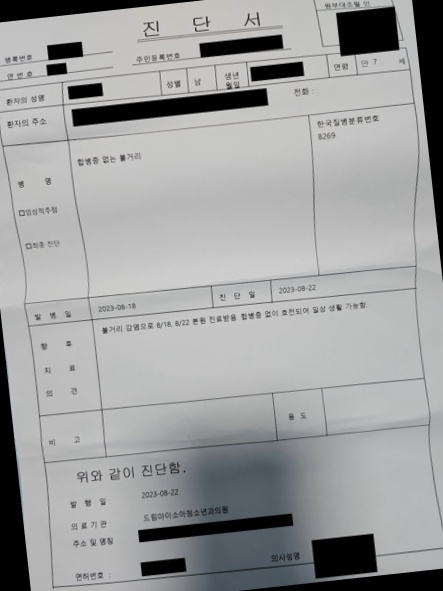 진 단 서
원부대조필 인
병록번호
연 번 호
주민등록번호
환자의 성명
성별
남
생년
월일
연령
만 7 세
환자의 주소
전화 :
병 명
□임상적추정
□최종 진단
합병증 없는 볼거리
한국질병분류번호
B269
발 병 일
2023-08-18
진 단 일
2023-08-22
향 후
치 료
의 견
볼거리 감염으로 8/18, 8/22 본원 진료받음. 합병증 없이 호전되어 일상 생활 가능함.
비 고
용 도
위와 같이 진단함.
발 행 일
2023-08-22
의 료 기 관 :
드림아이소아청소년과의원
주소 및 명칭
면허번호 :
의사성명